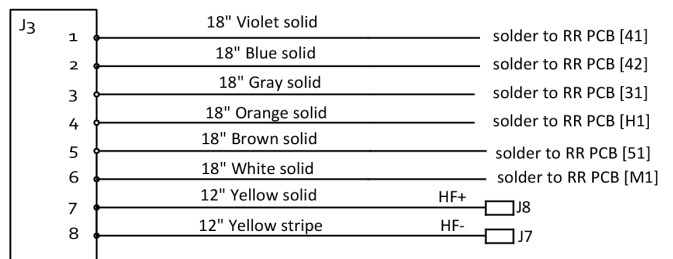 J3
1 18" Violet solid solder to RR PCB [41]
2 18" Blue solid solder to RR PCB [42]
3 18" Gray solid solder to RR PCB [31]
4 18" Orange solid solder to RR PCB [H1]
5 18" Brown solid solder to RR PCB [51]
6 18" White solid solder to RR PCB [M1]
7 12" Yellow solid HF+ J8
8 12" Yellow stripe HF- J7